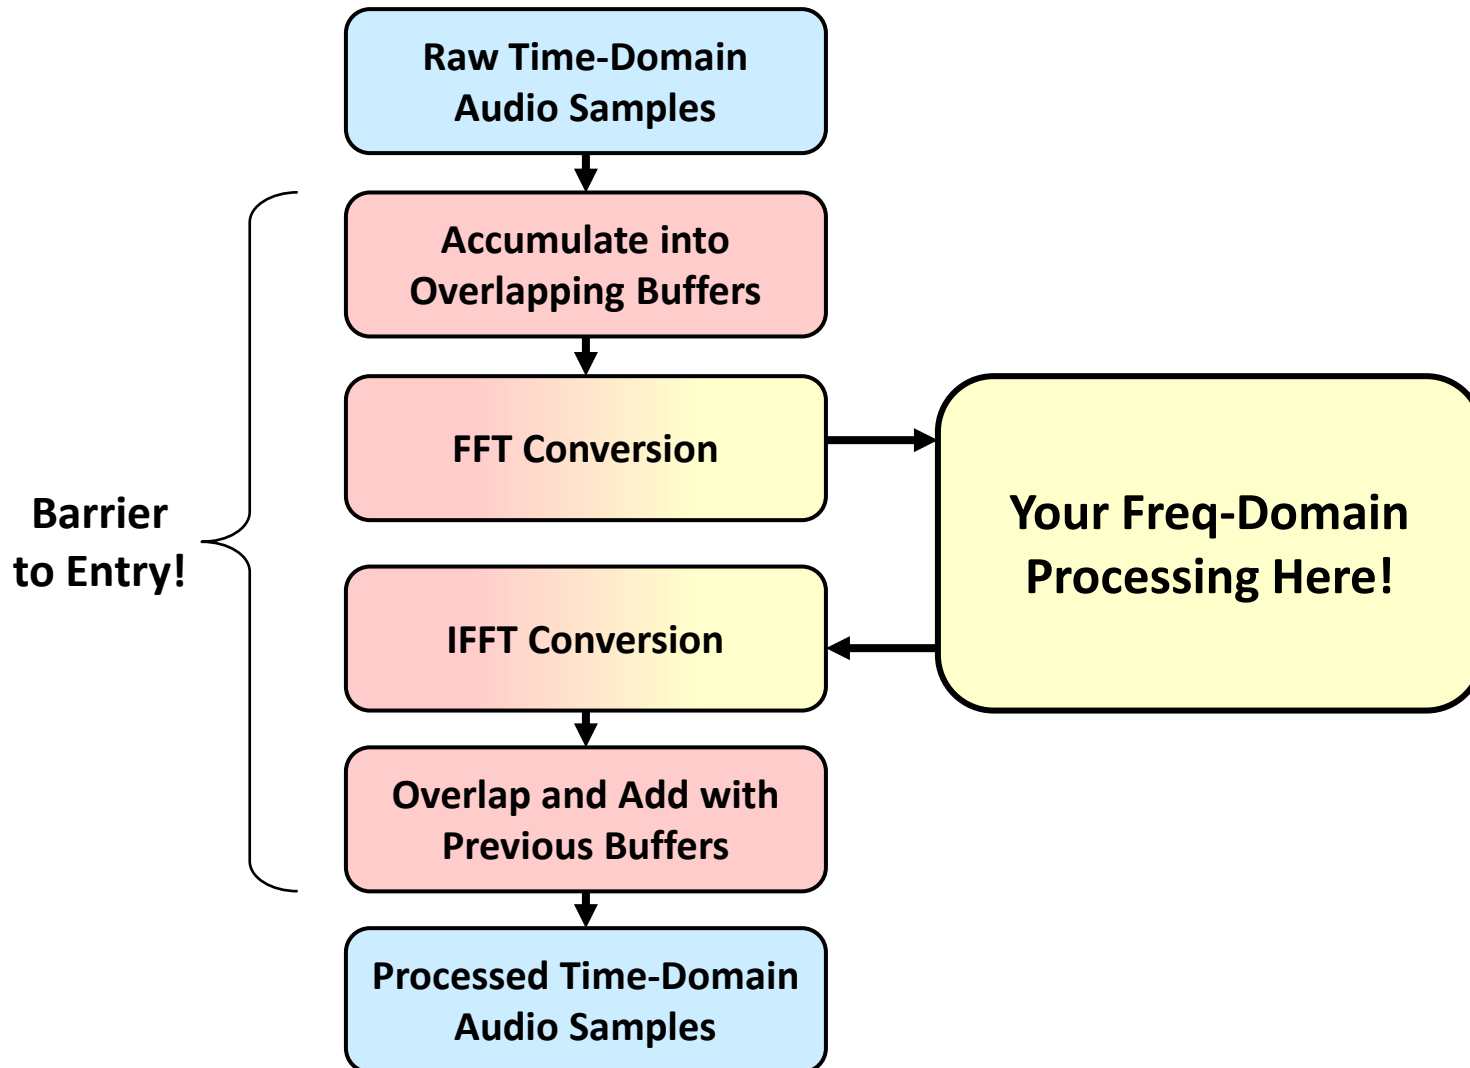 Raw Time-Domain
Audio Samples
Accumulate into
Overlapping Buffers
FFT Conversion
Your Freq-Domain
Processing Here!
Barrier
to Entry!
IFFT Conversion
Overlap and Add with
Previous Buffers
Processed Time-Domain
Audio Samples